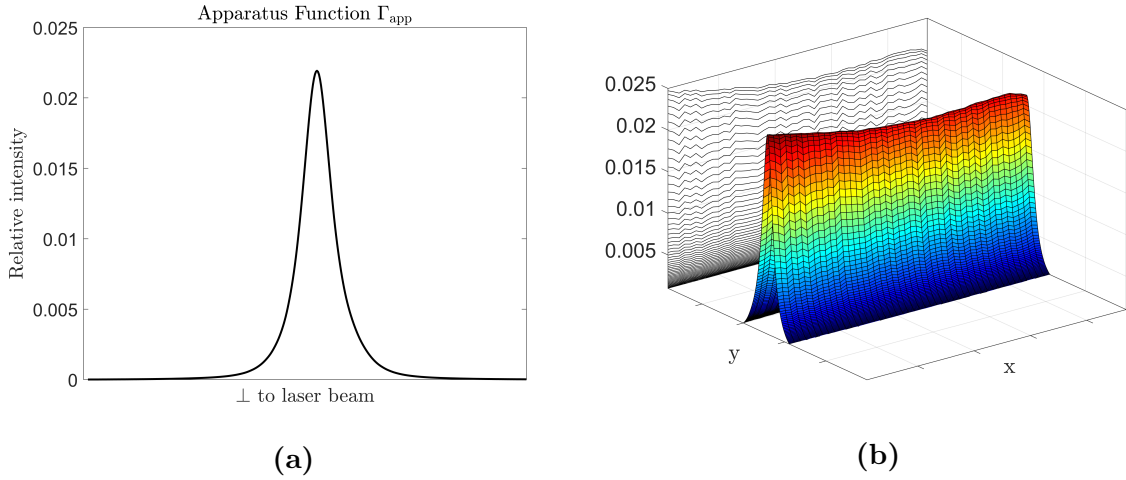 Apparatus Function Γapp
0.025
0.02
0.015
0.01
0.005
0
Relative intensity
⊥ to laser beam
(a)
0.025
0.02
0.015
0.01
0.005
y
x
(b)